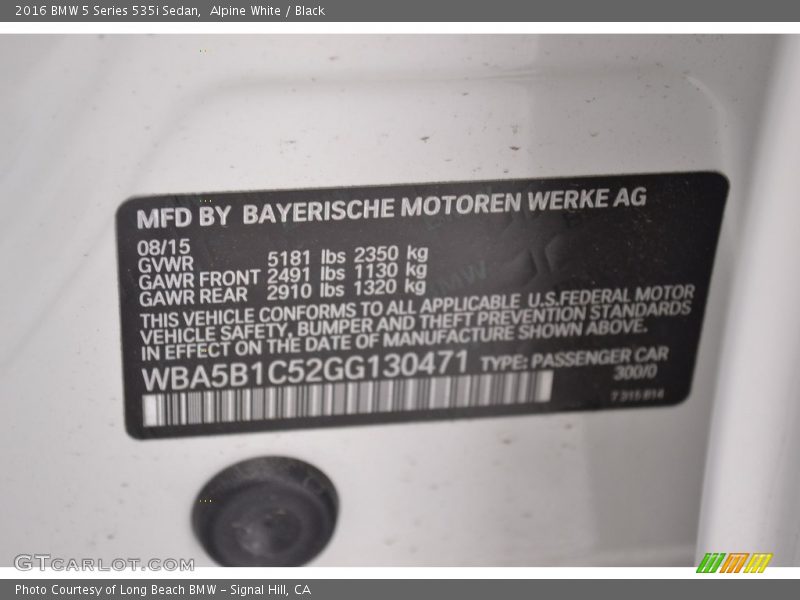 2016 BMW 5 Series 535i Sedan,  Alpine White / Black
MFD BY BAYERISCHE MOTOREN WERKE AG
08/15
GVWR 5181 lbs 2350 kg
GAWR FRONT 2491 lbs 1130 kg
GAWR REAR 2910 lbs 1320 kg
THIS VEHICLE CONFORMS TO ALL APPLICABLE U.S.FEDERAL MOTOR
VEHICLE SAFETY, BUMPER AND THEFT PREVENTION STANDARDS
IN EFFECT ON THE DATE OF MANUFACTURE SHOWN ABOVE.
WBA5B1C52GG130471 TYPE: PASSENGER CAR
300/0
7 315 814
GTCARLOT.COM
Photo Courtesy of Long Beach BMW – Signal Hill, CA